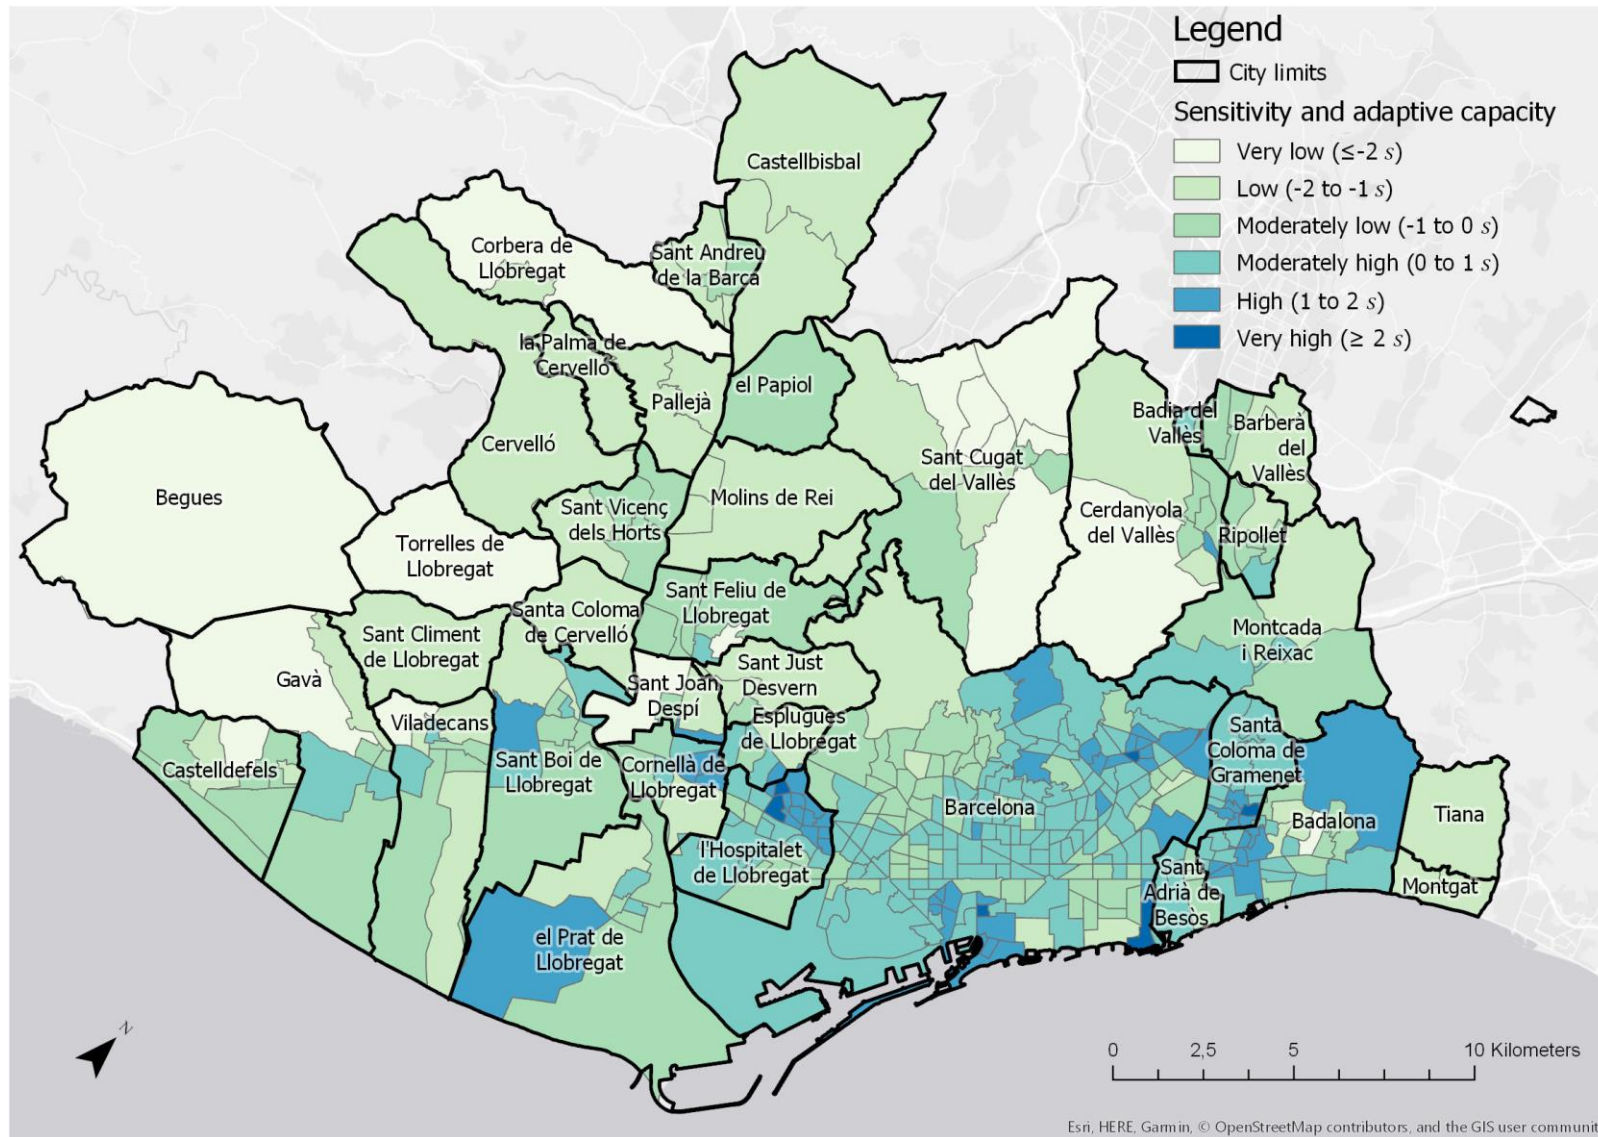 Legend
City limits
Sensitivity and adaptive capacity
Very low (≤-2 s)
Low (-2 to -1 s)
Moderately low (-1 to 0 s)
Moderately high (0 to 1 s)
High (1 to 2 s)
Very high (≥ 2 s)
Castellbisbal
Corbera de
Llobregat
Sant Andreu
de la Barca
la Palma de
Cervelló
Pallejà
el Papiol
Cervelló
Badia del
Vallès
Barberà
del
Vallès
Sant Cugat
del Vallès
Begues
Molins de Rei
Sant Vicenç
dels Horts
Cerdanyola
del Vallès
Ripollet
Torrelles de
Llobregat
Sant Feliu de
Llobregat
Santa Coloma
de Cervelló
Sant Climent
de Llobregat
Montcada
i Reixac
Gavà
Sant Just
Desvern
Sant Joan
Despí
Viladecans
Esplugues
de Llobregat
Santa
Coloma de
Gramenet
Castelldefels
Sant Boi de
Llobregat
Cornellà de
Llobregat
Barcelona
Badalona
Tiana
l'Hospitalet
de Llobregat
Sant
Adrià de
Besòs
Montgat
el Prat de
Llobregat
N
0 2,5 5 10 Kilometers
Esri, HERE, Garmin, © OpenStreetMap contributors, and the GIS user communit